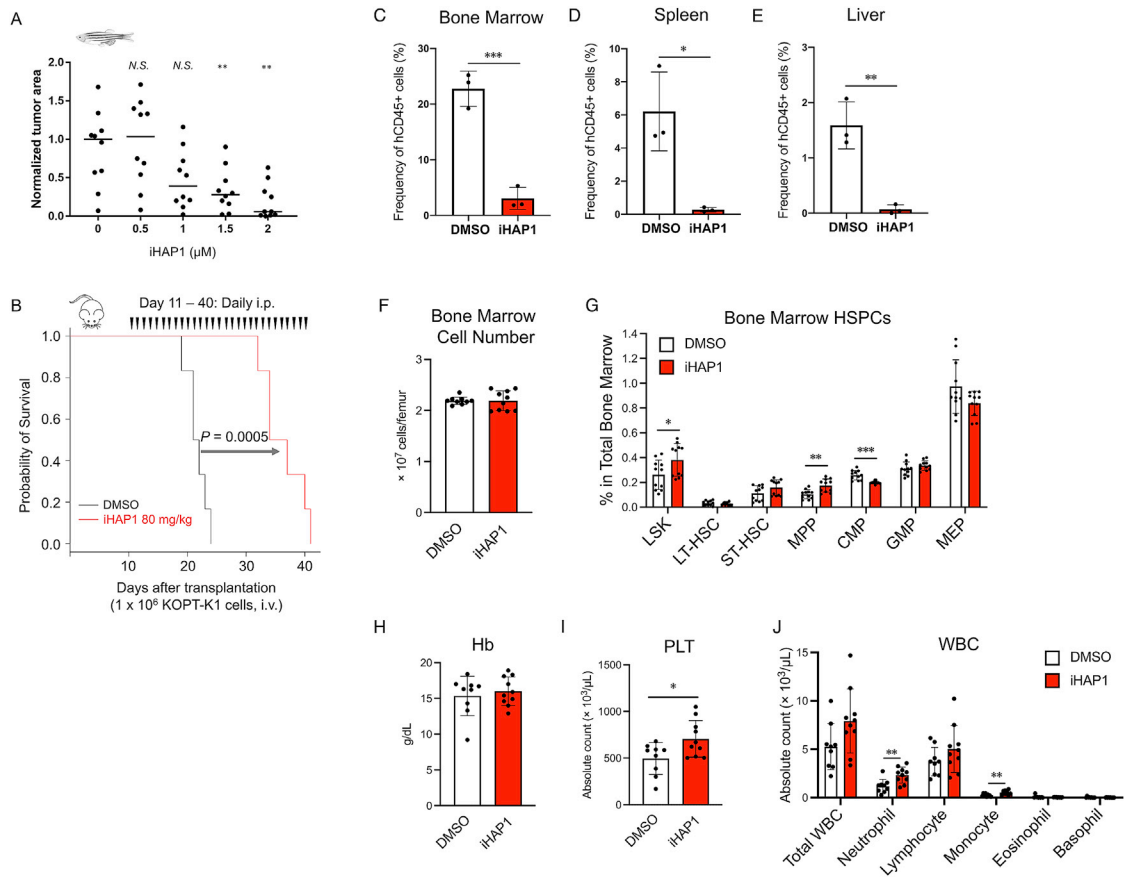 A
N.S.
N.S.
**
**
Normalized tumor area
2.0
1.5
1.0
0.5
0.0
0
0.5
1
1.5
2
iHAP1 (µM)
C
Bone Marrow
Frequency of hCD45+ cells (%)
30
20
10
0
***
DMSO
iHAP1
D
Spleen
Frequency of hCD45+ cells (%)
10
8
6
4
2
0
*
DMSO
iHAP1
E
Liver
Frequency of hCD45+ cells (%)
3
2
1
0
**
DMSO
iHAP1
B
Day 11 – 40: Daily i.p.
Probability of Survival
1.0
0.8
0.6
0.4
0.2
0.0
P = 0.0005
DMSO
iHAP1 80 mg/kg
10
20
30
40
Days after transplantation
(1 x 10⁶ KOPT-K1 cells, i.v.)
F
Bone Marrow
Cell Number
× 10⁷ cells/femur
3
2
1
0
DMSO
iHAP1
G
Bone Marrow HSPCs
DMSO
iHAP1
% in Total Bone Marrow
1.4
1.2
1.0
0.8
0.6
0.4
0.2
0.0
*
**
***
LSK
LT-HSC
ST-HSC
MPP
CMP
GMP
MEP
H
Hb
g/dL
20
15
10
5
0
DMSO
iHAP1
I
PLT
Absolute count (× 10³/µL)
1500
1000
500
0
*
DMSO
iHAP1
J
WBC
DMSO
iHAP1
Absolute count (× 10³/µL)
15
10
5
0
**
**
Total WBC
Neutrophil
Lymphocyte
Monocyte
Eosinophil
Basophil